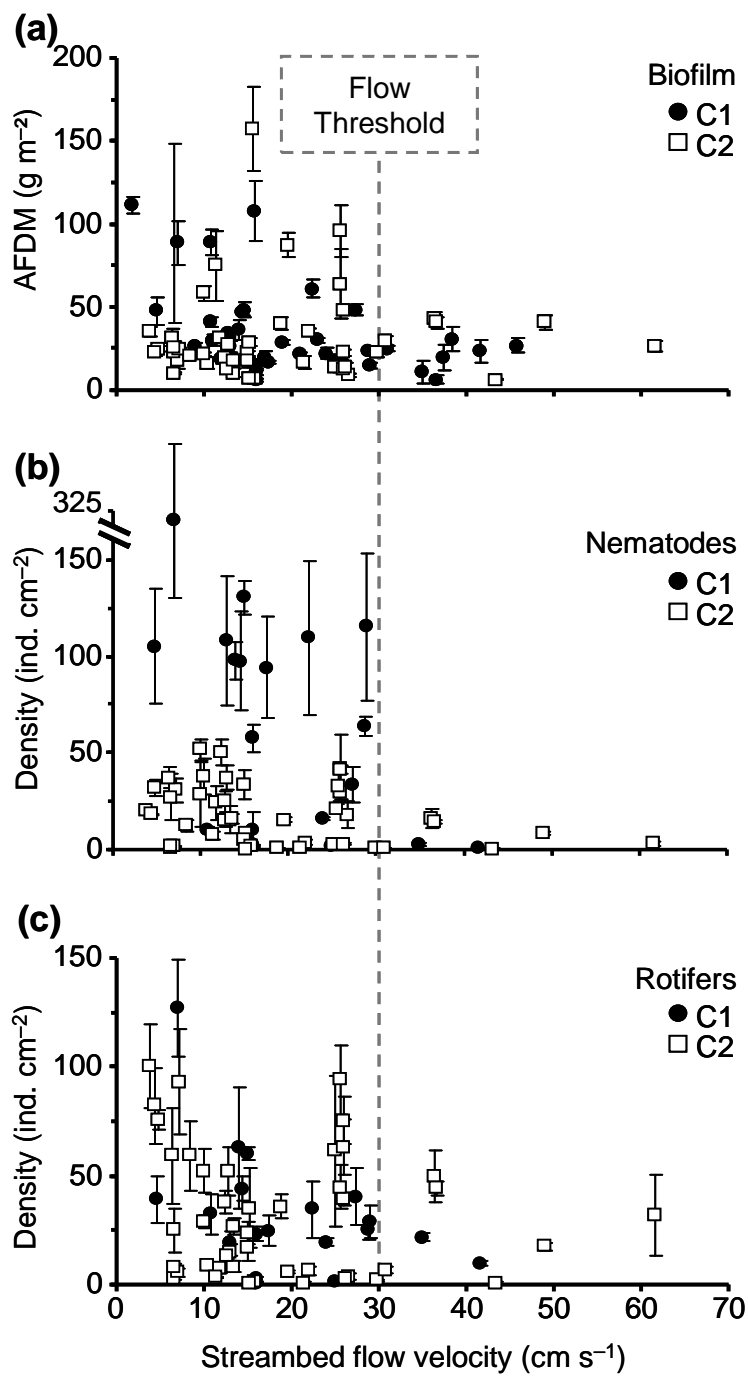 (a)
200
150
100
50
0
AFDM (g m⁻²)
Flow
Threshold
Biofilm
C1
C2
(b)
325
150
100
50
0
Density (ind. cm⁻²)
Nematodes
C1
C2
(c)
150
100
50
0
Density (ind. cm⁻²)
Rotifers
C1
C2
0 10 20 30 40 50 60 70
Streambed flow velocity (cm s⁻¹)